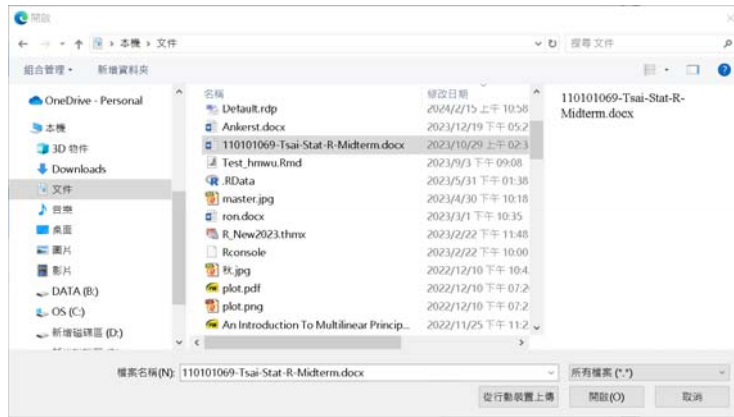 開啟
本機 › 文件
搜尋 文件
組合管理
新增資料夾
名稱
修改日期
OneDrive - Personal
本機
3D 物件
Downloads
文件
音樂
桌面
圖片
影片
DATA (B:)
OS (C:)
新增磁碟區 (D:)
Default.rdp 2024/2/15 上午 10:58
Ankerst.docx 2023/12/19 下午 05:2
110101069-Tsai-Stat-R-Midterm.docx 2023/10/29 上午 02:3
Test_hmwu.Rmd 2023/9/3 下午 09:08
.RData 2023/5/31 下午 01:38
master.jpg 2023/4/30 下午 10:18
ron.docx 2023/3/1 下午 10:35
R_New2023.thmx 2023/2/22 下午 11:48
Rconsole 2023/2/22 下午 10:00
秋.jpg 2022/12/10 下午 10:4
plot.pdf 2022/12/10 下午 07:2
plot.png 2022/12/10 下午 07:2
An Introduction To Multilinear Princip... 2022/11/25 下午 11:2
110101069-Tsai-Stat-R-
Midterm.docx
檔案名稱(N): 110101069-Tsai-Stat-R-Midterm.docx
所有檔案 (*.*)
從行動裝置上傳
開啟(O)
取消